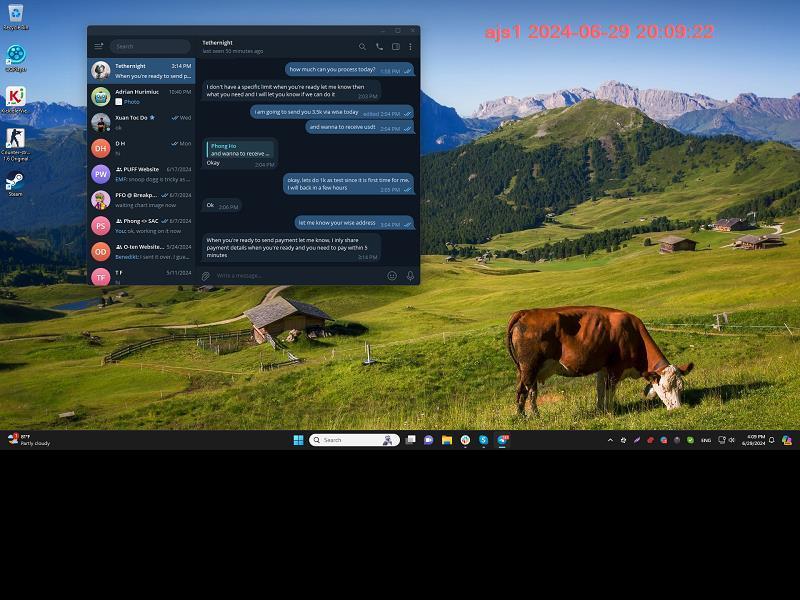 ajs1 2024-06-29 20:09:22
Recycle Bin
Counter-str...
1.6 Original
Steam
Search
Tethernight 3:14 PM
When you're ready to send p...
Adrian Hurimiuc 10:40 PM
Photo
Xuan Toc Do Wed
ok
D H Mon
hi
PW
PUFF Website 6/17/2024
EMF: snoop dogg is tricky as...
PFO @ Breakp... 6/7/2024
waiting chart image now
PS
Phong <> SAC 6/7/2024
You: ok, working on it now
OD
O-ten Website... 5/24/2024
Benedikt: I sent it over. I gue...
TF
T F 5/11/2024
hi
Tethernight
last seen 50 minutes ago
how much can you process today? 1:58 PM
I don't have a specific limit when you're ready let me know then
what you need and I will let you know if we can do it
2:03 PM
i am going to send you 3.5k via wise today edited 2:04 PM
and wanna to receive usdt 2:04 PM
Phong Ho
and wanna to receive ...
Okay 2:04 PM
okay, lets do 1k as test since it is first time for me.
I will back in a few hours 2:05 PM
Ok 2:06 PM
let me know your wise address 3:04 PM
When you're ready to send payment let me know, I inly share
payment details when you're ready and you need to pay within 5
minutes 3:14 PM
Write a message...
81°F
Partly cloudy
Search
ENG
4:09 PM
6/29/2024